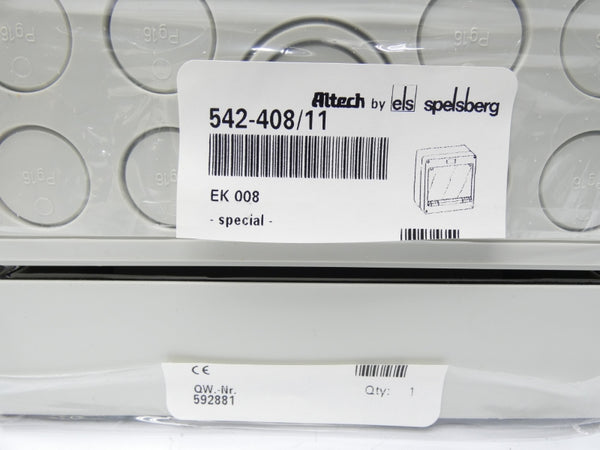 Pg16
Pg16
Altech by els spelsberg
542-408/11
Pg16
Pg16
Pg16
EK 008
- special -
CE
QW.-Nr.
592881
Qty: 1